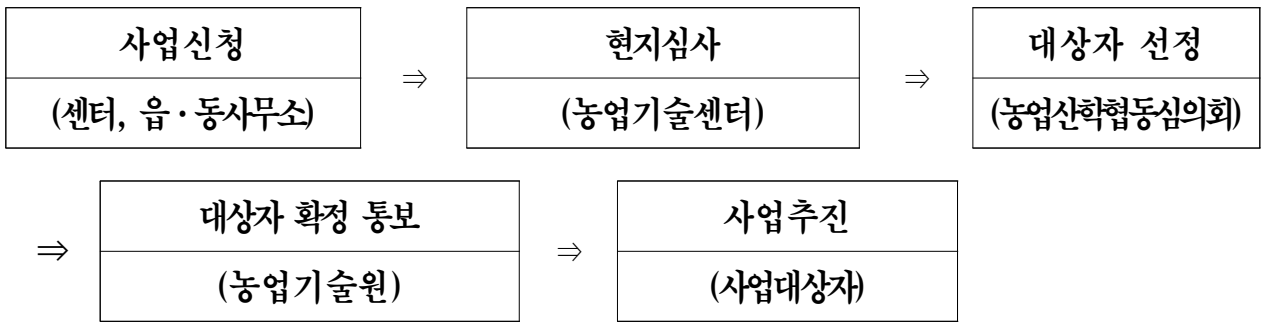 사업신청 ⇒ 현지심사 ⇒ 대상자 선정
(센터, 읍·동사무소) (농업기술센터) (농업산학협동심의회)
⇒ 대상자 확정 통보 ⇒ 사업추진
(농업기술원) (사업대상자)